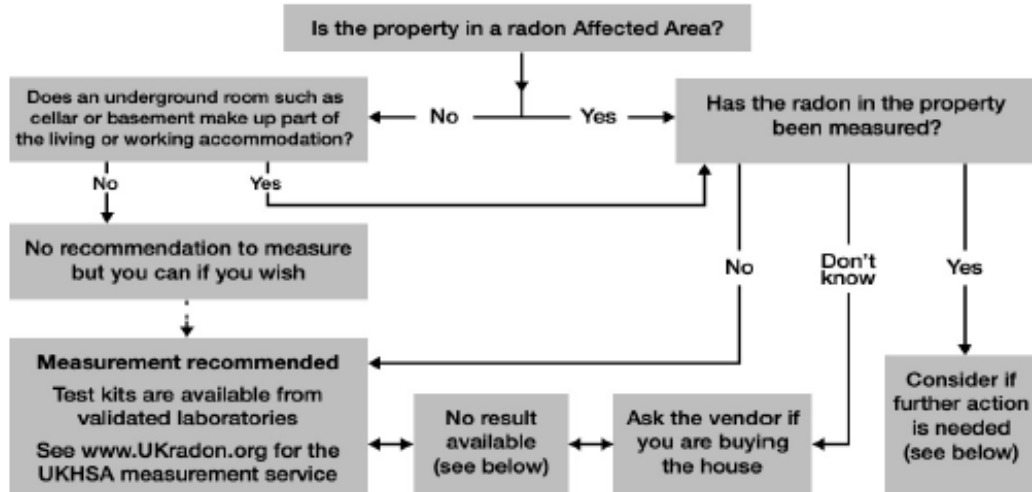 Is the property in a radon Affected Area?
Does an underground room such as
cellar or basement make up part of
the living or working accommodation?
No
Yes
Has the radon in the property
been measured?
No
Yes
No recommendation to measure
but you can if you wish
No
Don't
know
Yes
Measurement recommended
Test kits are available from
validated laboratories
See www.UKradon.org for the
UKHSA measurement service
No result
available
(see below)
Ask the vendor if
you are buying
the house
Consider if
further action
is needed
(see below)